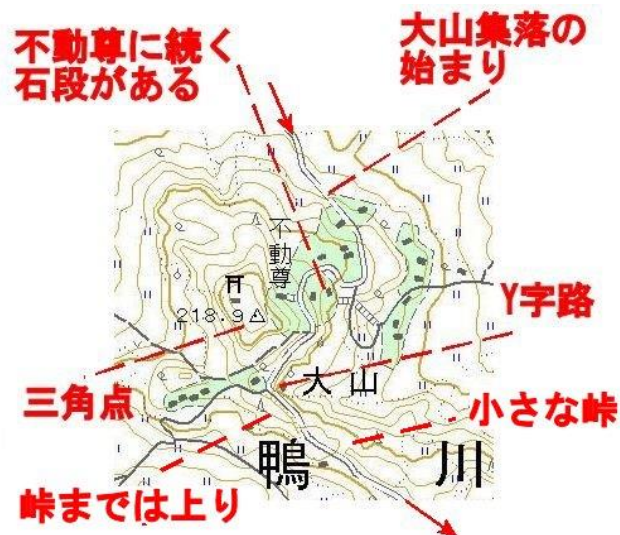 不動尊に続く
石段がある
大山集落の
始まり
不動尊
218.9
Y字路
三角点
大山
小さな峠
鴨川
峠までは上り